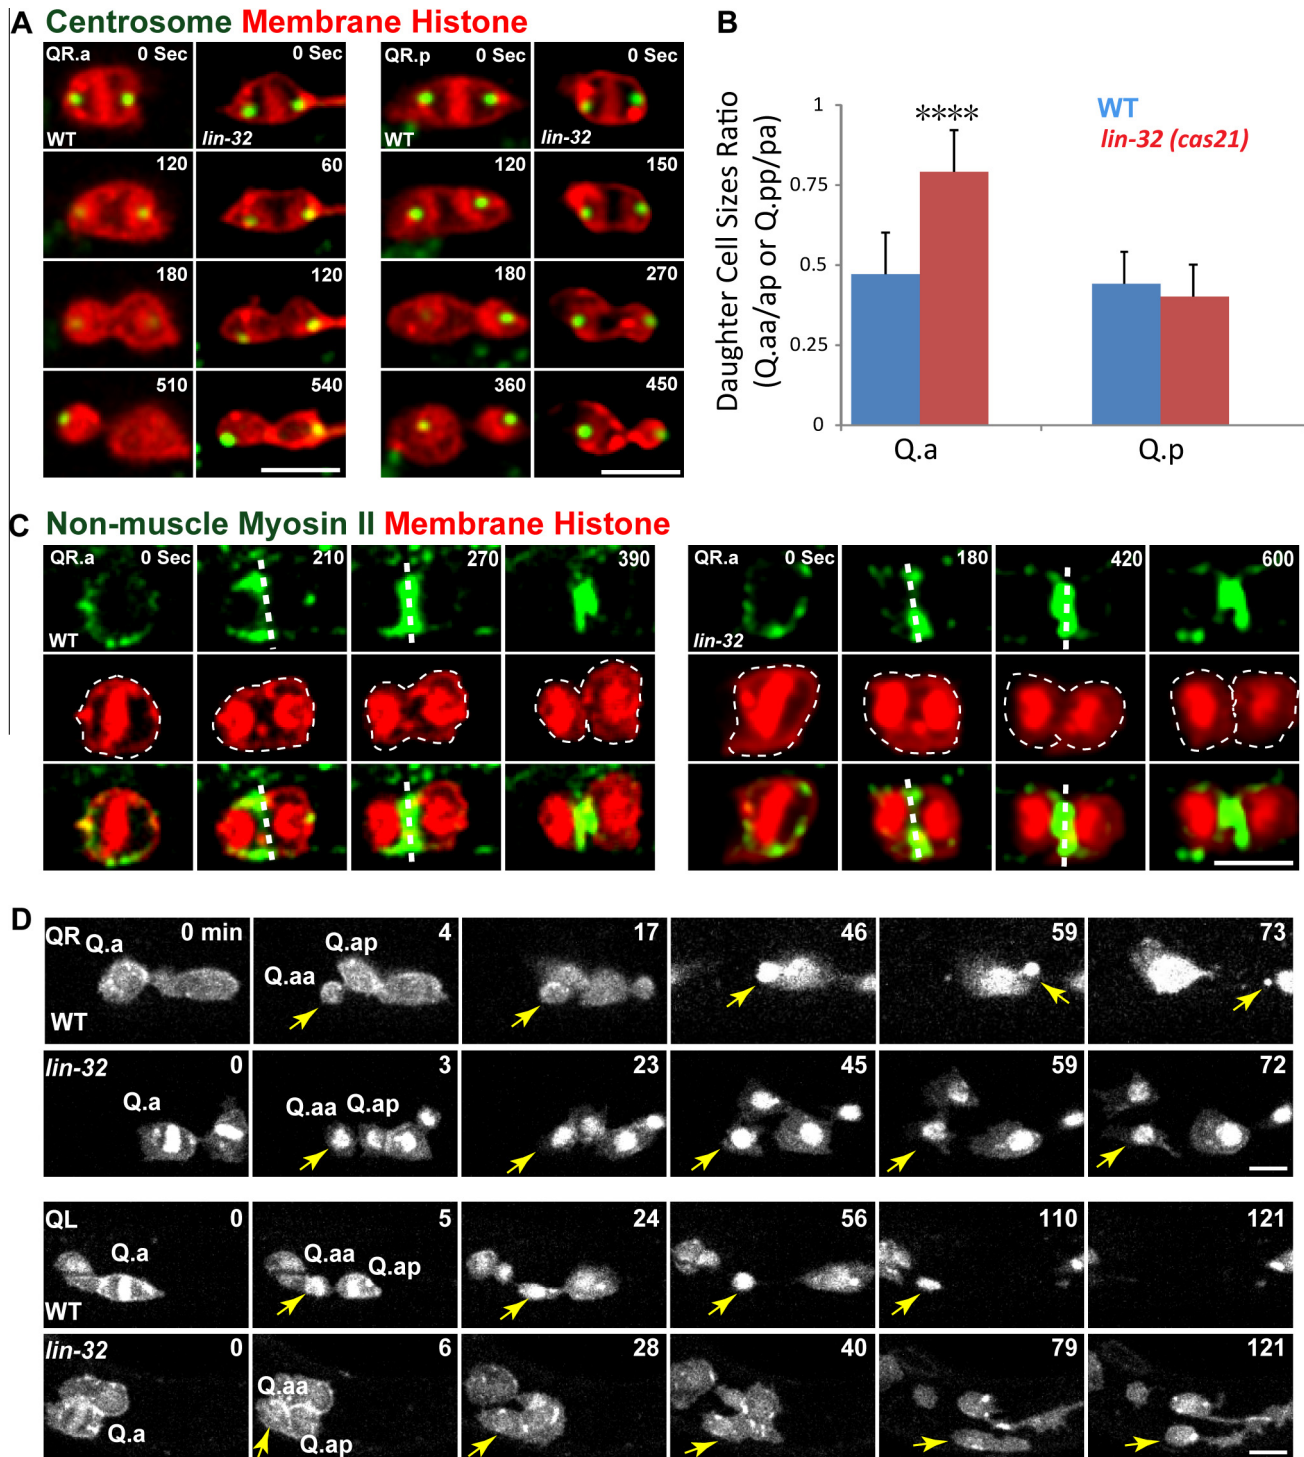 A Centrosome Membrane Histone
QR.a 0 Sec 0 Sec QR.p 0 Sec 0 Sec
WT lin-32 WT lin-32
120 60 120 150
180 120 180 270
510 540 360 450
B
WT
lin-32 (cas21)
****
Daughter Cell Sizes Ratio
(Q.aa/ap or Q.pp/pa)
1
0.75
0.5
0.25
0
Q.a Q.p
C Non-muscle Myosin II Membrane Histone
QR.a 0 Sec 210 270 390 QR.a 0 Sec 180 420 600
WT lin-32
D
QR Q.a 0 min 4 17 46 59 73
Q.aa Q.ap
WT
lin-32 0 3 23 45 59 72
Q.a Q.aa Q.ap
QL 0 5 24 56 110 121
Q.a Q.aa Q.ap
WT
lin-32 0 6 28 40 79 121
Q.a Q.aa Q.ap